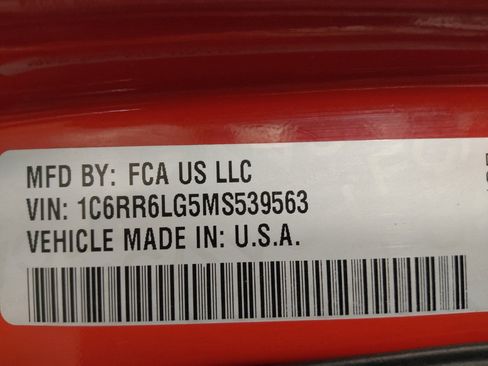 MFD BY: FCA US LLC
VIN: 1C6RR6LG5MS539563
VEHICLE MADE IN: U.S.A.